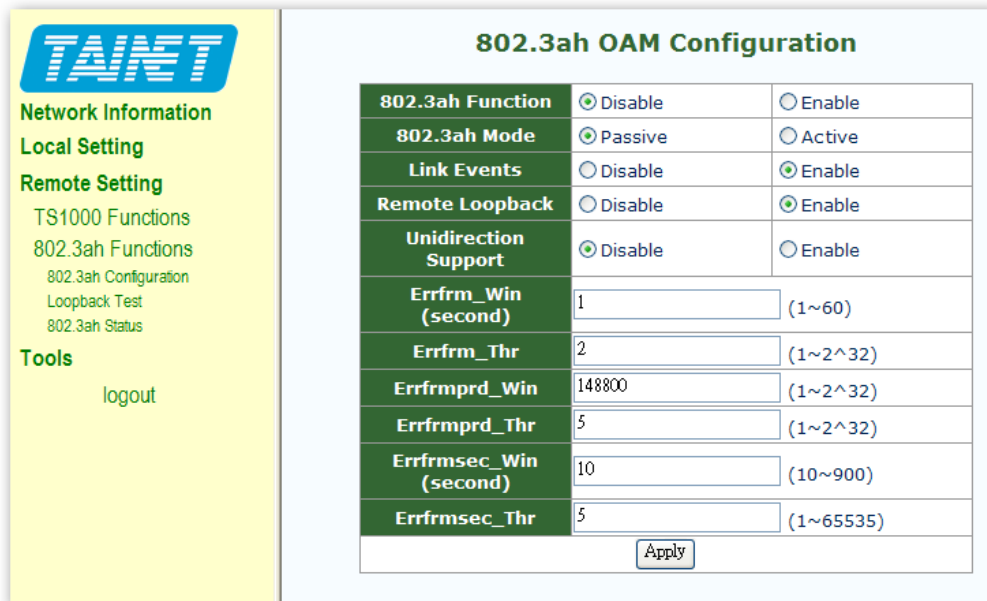 TAINET
Network Information
Local Setting
Remote Setting
TS1000 Functions
802.3ah Functions
802.3ah Configuration
Loopback Test
802.3ah Status
Tools
logout
802.3ah OAM Configuration
802.3ah Function Disable Enable
802.3ah Mode Passive Active
Link Events Disable Enable
Remote Loopback Disable Enable
Unidirection
Support Disable Enable
Errfrm_Win
(second) 1 (1~60)
Errfrm_Thr 2 (1~2^32)
Errfrmprd_Win 148800 (1~2^32)
Errfrmprd_Thr 5 (1~2^32)
Errfrmsec_Win
(second) 10 (10~900)
Errfrmsec_Thr 5 (1~65535)
Apply